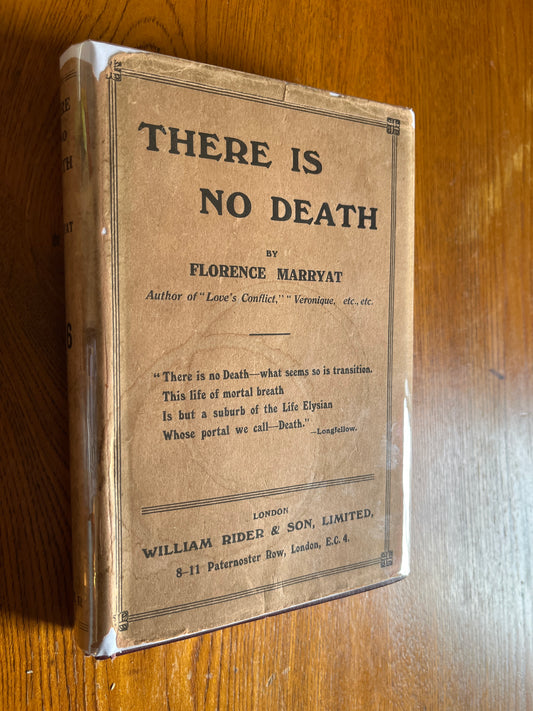 THERE IS
NO DEATH
BY
FLORENCE MARRYAT
Author of "Love's Conflict," "Veronique, etc., etc.
"There is no Death—what seems so is transition.
This life of mortal breath
Is but a suburb of the Life Elysian
Whose portal we call—Death."
—Longfellow.
LONDON
WILLIAM RIDER & SON, LIMITED,
8-11 Paternoster Row, London, E.C. 4.